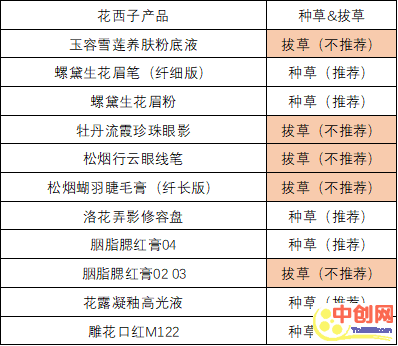 花西子产品 种草&拔草
玉容雪莲养肤粉底液 拔草（不推荐）
螺黛生花眉笔（纤细版） 种草（推荐）
螺黛生花眉粉 种草（推荐）
牡丹流霞珍珠眼影 拔草（不推荐）
松烟行云眼线笔 拔草（不推荐）
松烟蝴羽睫毛膏（纤长版） 拔草（不推荐）
洛花弄影修容盘 种草（推荐）
胭脂腮红膏04 种草（推荐）
胭脂腮红膏02 03 拔草（不推荐）
花露凝釉高光液 种草（推荐）
雕花口红M122 种草
中创网